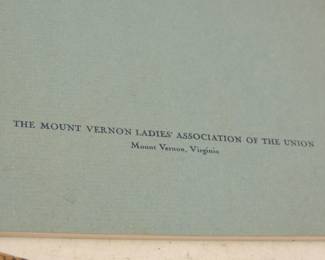 THE MOUNT VERNON LADIES' ASSOCIATION OF THE UNION
Mount Vernon, Virginia